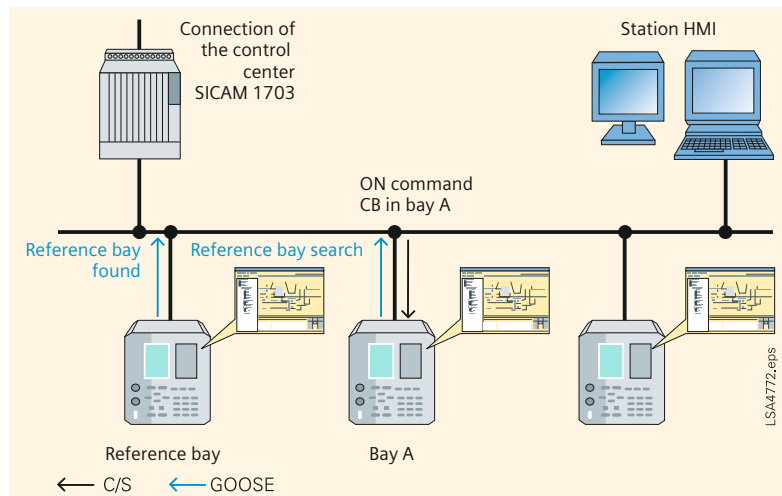 Connection of
the control
center
SICAM 1703
Station HMI
ON command
CB in bay A
Reference bay
found
Reference bay search
LSA4772.eps
Reference bay
Bay A
C/S
GOOSE